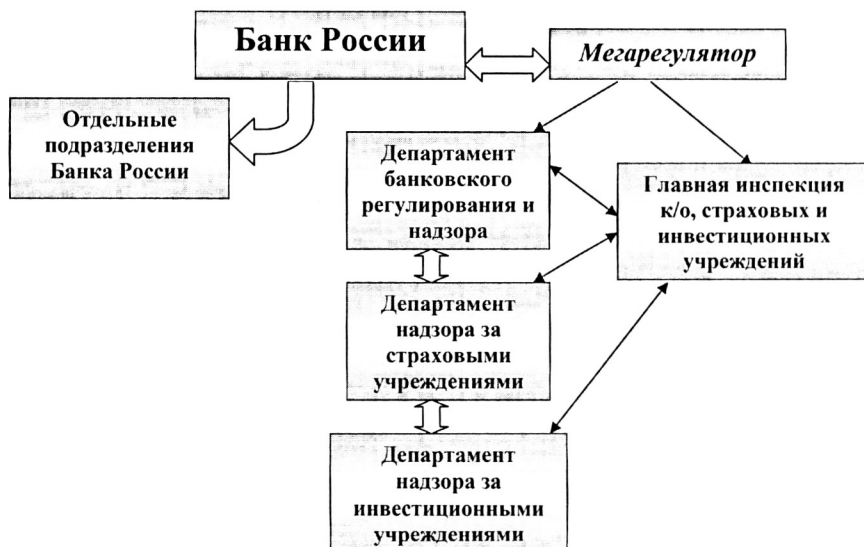 Банк России
Мегарегулятор
Отдельные
подразделения
Банка России
Департамент
банковского
регулирования и
надзора
Главная инспекция
к/о, страховых и
инвестиционных
учреждений
Департамент
надзора за
страховыми
учреждениями
Департамент
надзора за
инвестиционными
учреждениями